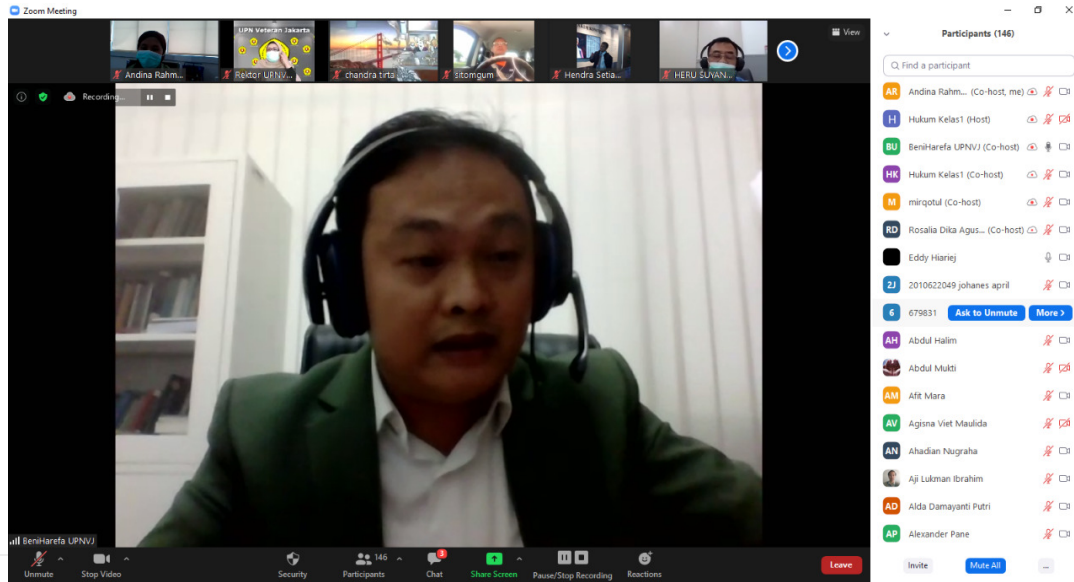 Zoom Meeting
UPN Veteran Jakarta
Andina Rahm...
Rektor UPNV...
chandra tirta
sitomgum
Hendra Setia...
HERU SUYAN...
View
Recording...
BeniHarefa UPNVJ
Participants (146)
Find a participant
AR Andina Rahm... (Co-host, me)
H Hukum Kelas1 (Host)
BU BeniHarefa UPNVJ (Co-host)
HK Hukum Kelas1 (Co-host)
M mirqotul (Co-host)
RD Rosalia Dika Agus... (Co-host)
Eddy Hiariej
2J 2010622049 johanes april
6 679831 Ask to Unmute More >
AH Abdul Halim
Abdul Mukti
AM Afit Mara
AV Agisna Viet Maulida
AN Ahadian Nugraha
Aji Lukman Ibrahim
AD Alda Damayanti Putri
AP Alexander Pane
Invite Mute All ...
Unmute
Stop Video
Security
146
Participants
3
Chat
Share Screen
Pause/Stop Recording
Reactions
Leave